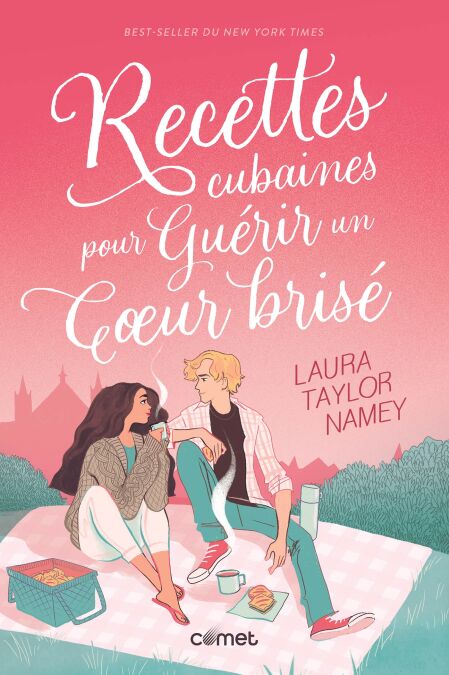 BEST-SELLER DU NEW YORK TIMES
Recettes
cubaines
pour Guérir un
Cœur brisé
LAURA
TAYLOR
NAMEY
comet